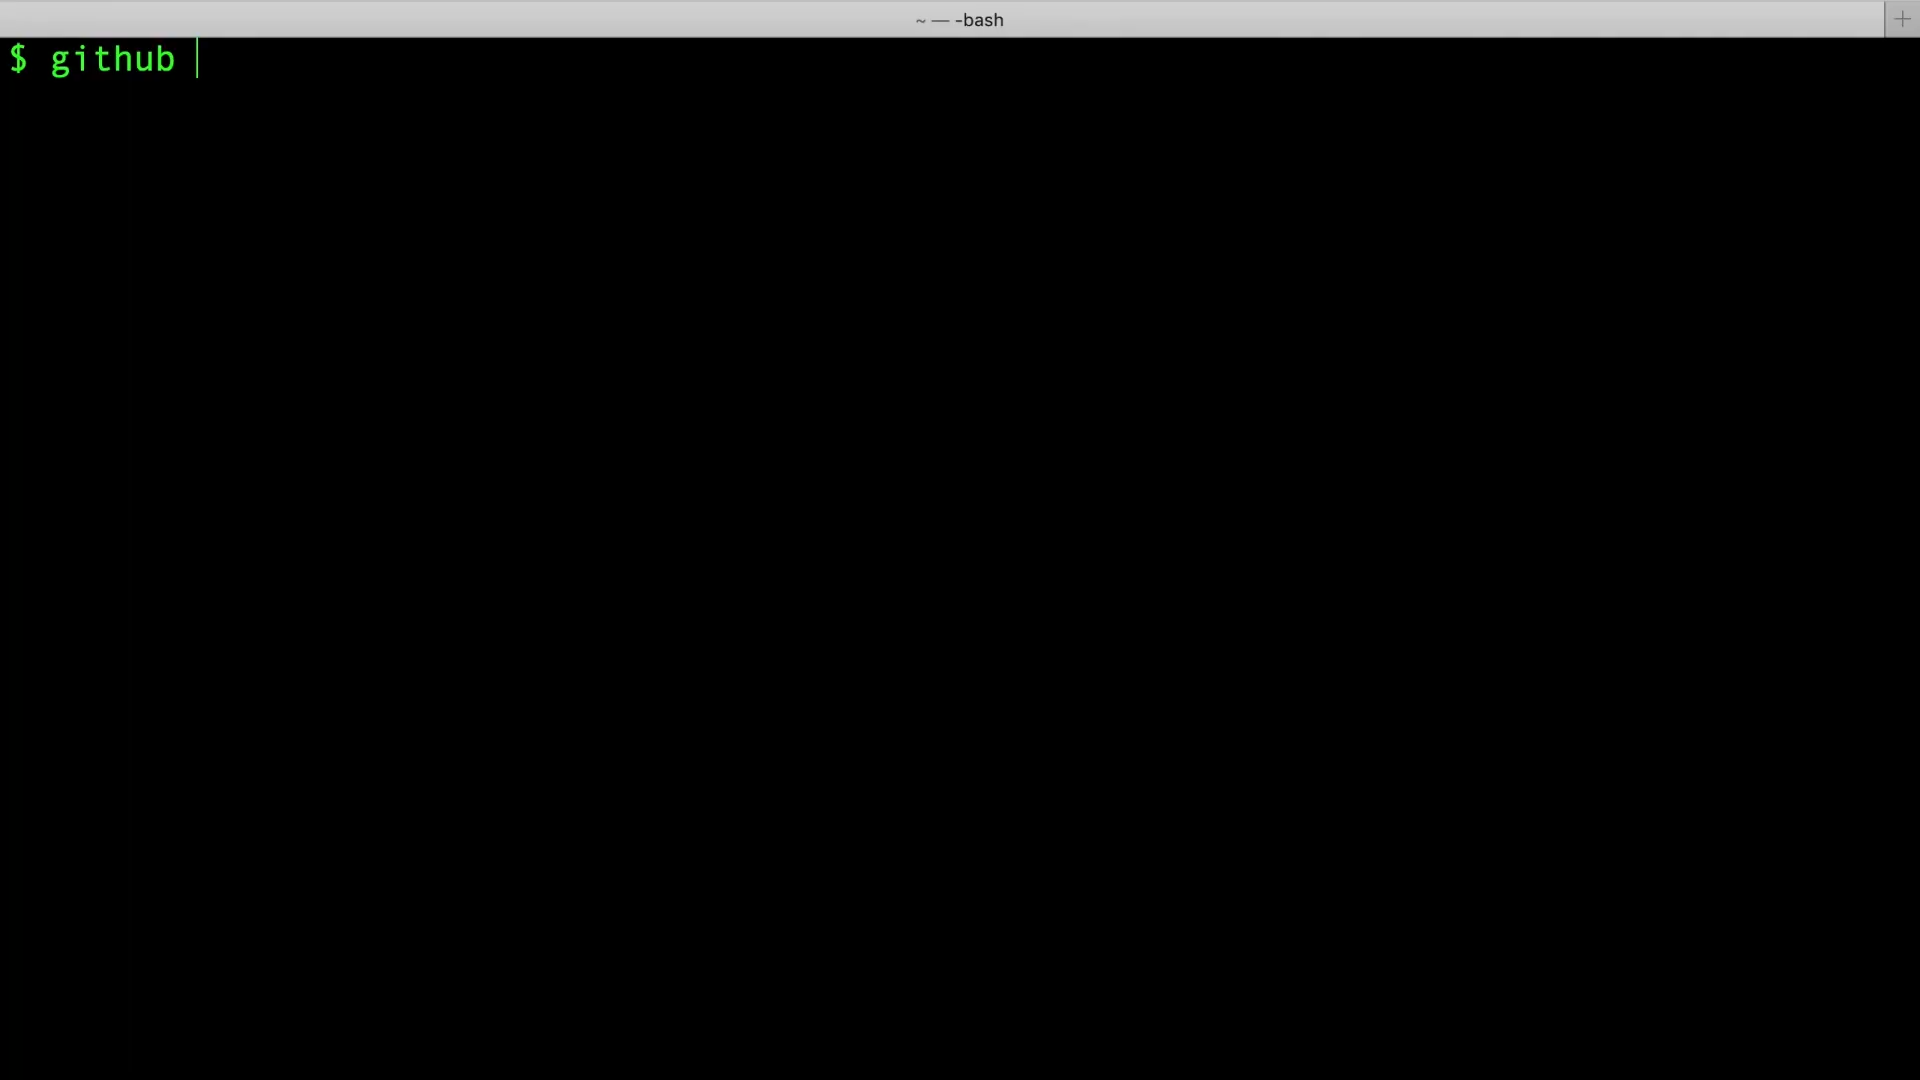 ~ — -bash
$ github